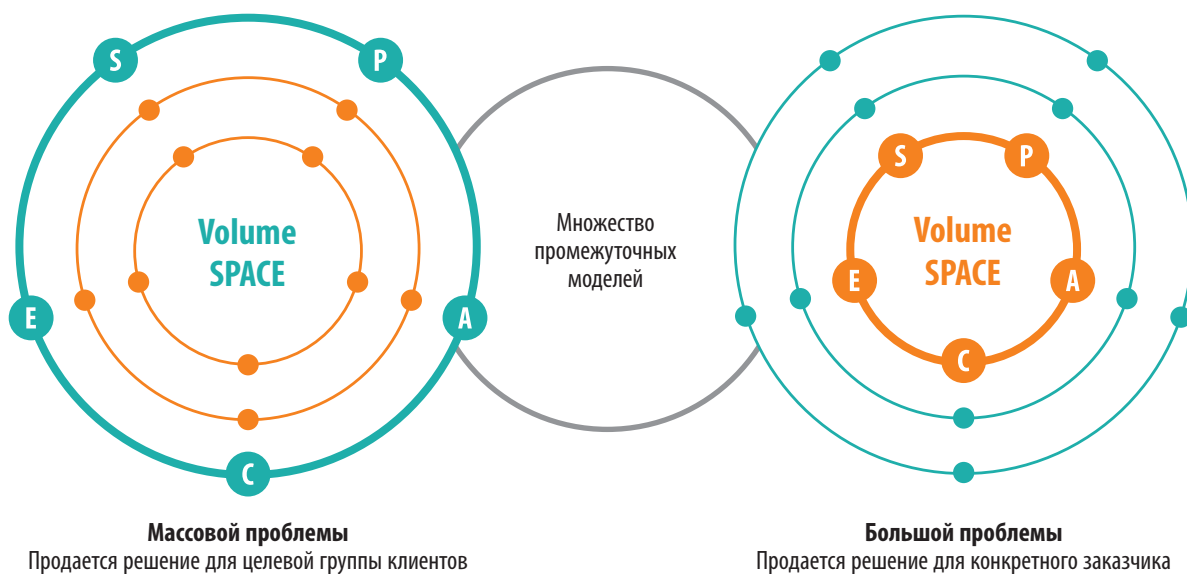 S
P
Volume
SPACE
E
A
C
Множество
промежуточных
моделей
S
P
Volume
SPACE
E
A
C
Массовой проблемы
Продается решение для целевой группы клиентов
Большой проблемы
Продается решение для конкретного заказчика